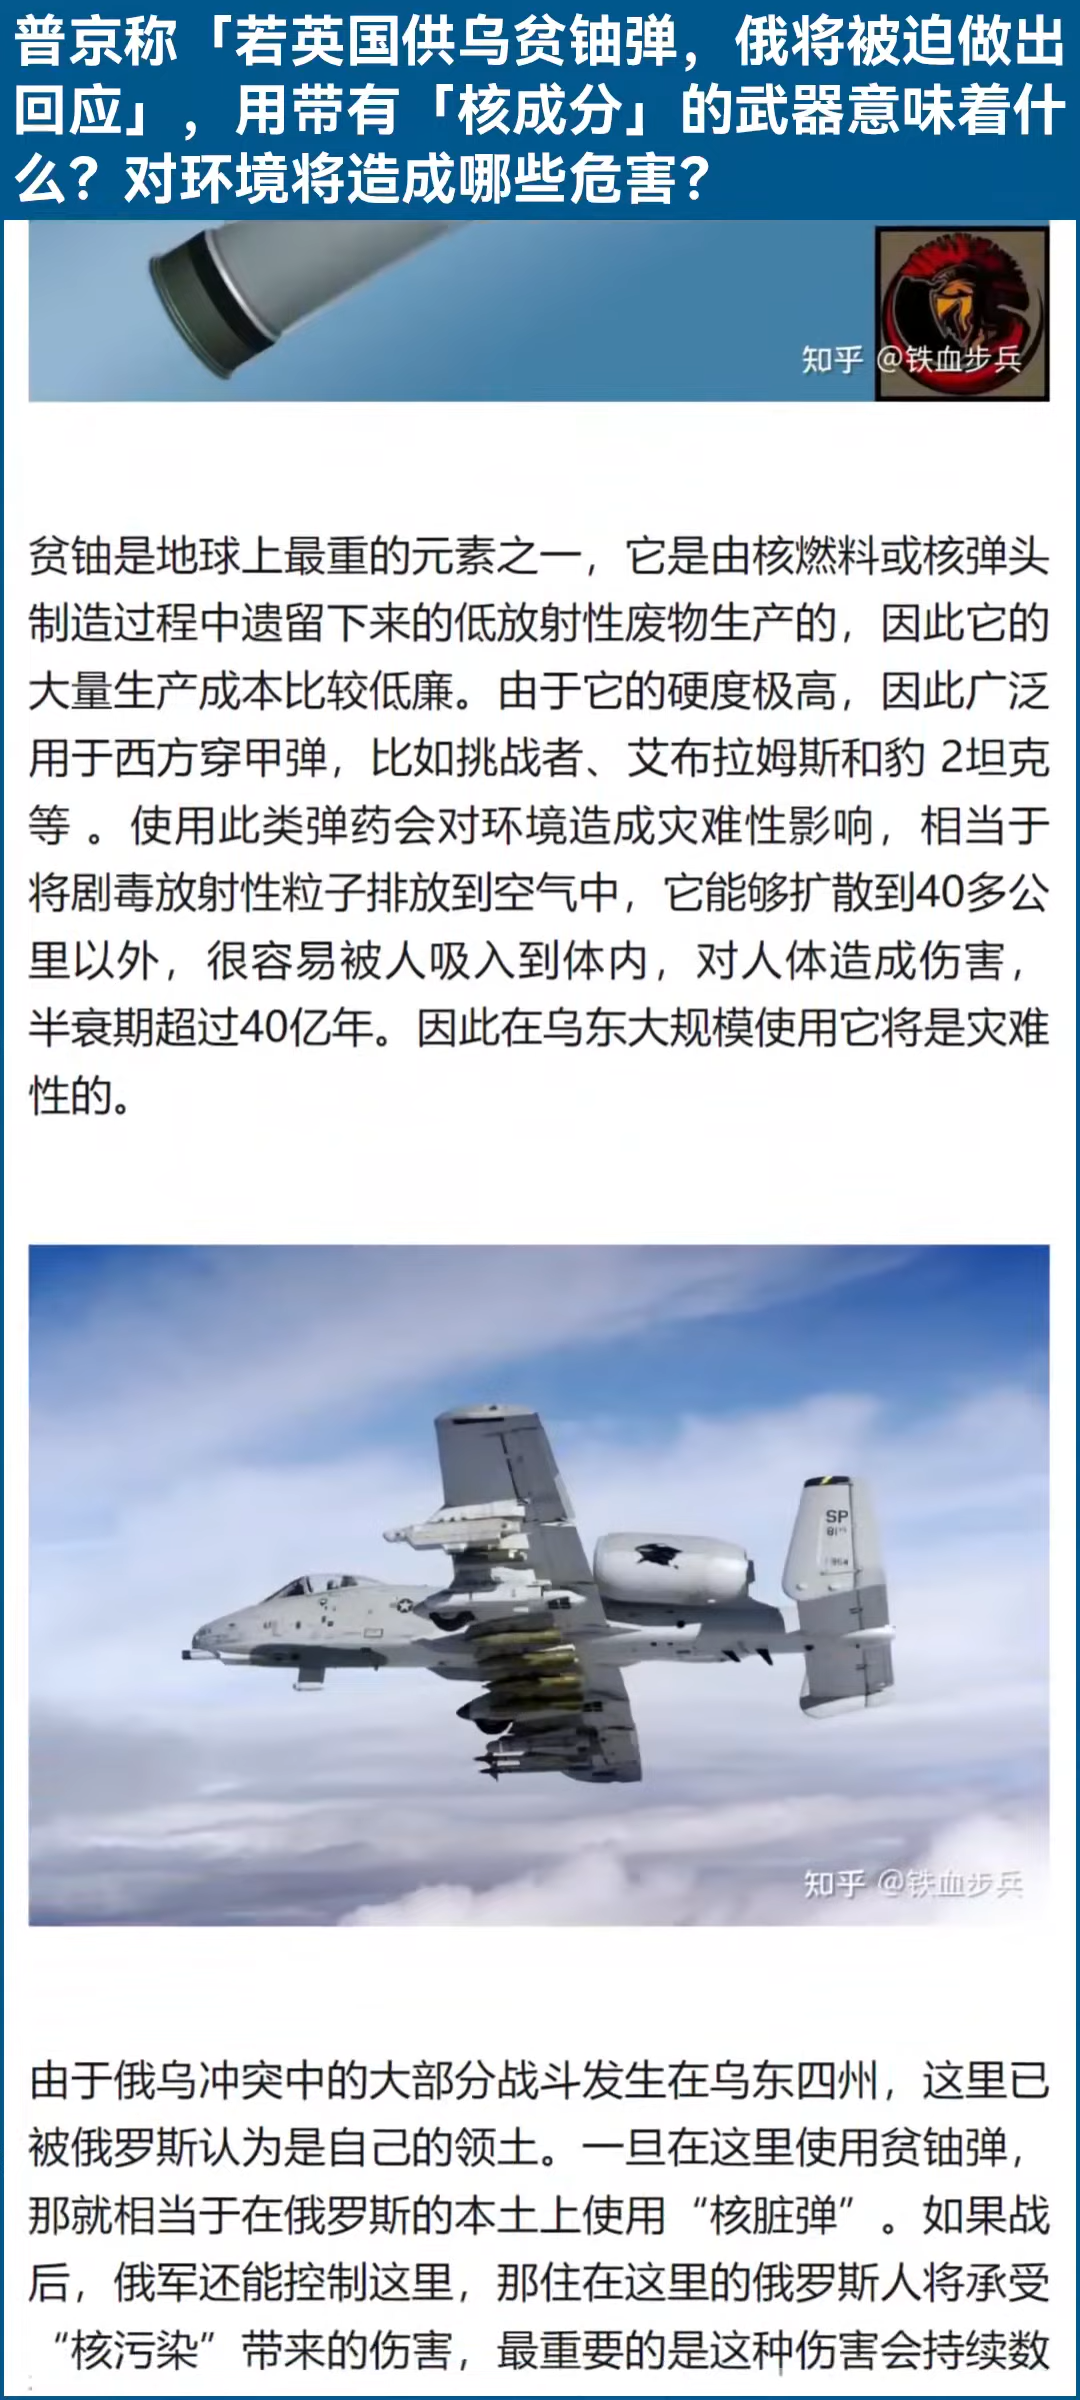 普京称「若英国供乌贫铀弹，俄将被迫做出
回应」，用带有「核成分」的武器意味着什
么？对环境将造成哪些危害？
知乎 @铁血步兵
贫铀是地球上最重的元素之一，它是由核燃料或核弹头
制造过程中遗留下来的低放射性废物生产的，因此它的
大量生产成本比较低廉。由于它的硬度极高，因此广泛
用于西方穿甲弹，比如挑战者、艾布拉姆斯和豹 2坦克
等 。使用此类弹药会对环境造成灾难性影响，相当于
将剧毒放射性粒子排放到空气中，它能够扩散到40多公
里以外，很容易被人吸入到体内，对人体造成伤害，
半衰期超过40亿年。因此在乌东大规模使用它将是灾难
性的。
SP
知乎 @铁血步兵
由于俄乌冲突中的大部分战斗发生在乌东四州，这里已
被俄罗斯认为是自己的领土。一旦在这里使用贫铀弹，
那就相当于在俄罗斯的本土上使用“核脏弹”。如果战
后，俄军还能控制这里，那住在这里的俄罗斯人将承受
“核污染”带来的伤害，最重要的是这种伤害会持续数